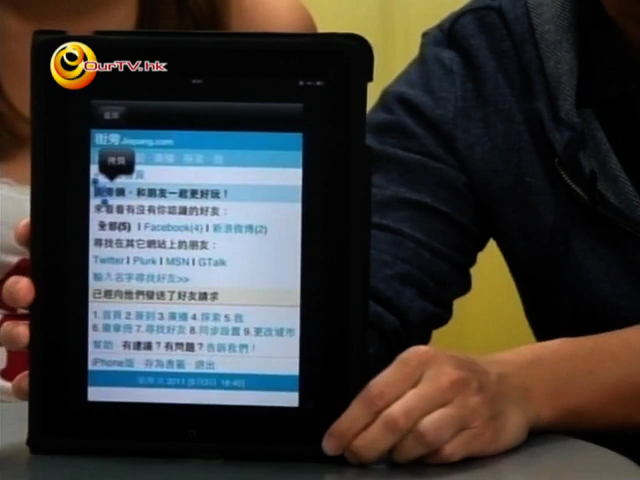 OurTV.hk
街旁 Jiepang.com
和朋友一起更好玩！
來看看有沒有你認識的好友：
全部(5) | Facebook(4) | 新浪微博(2)
尋找在其它網站上的朋友：
Twitter | Plurk | MSN | GTalk
輸入名字尋找好友>>
已經向他們發送了好友請求
1.首頁 2.簽到 3.廣播 4.探索 5.我
6.徽章冊 7.尋找好友 8.同步設置 9.更改城市
幫助 · 有建議？有問題？告訴我們！
iPhone版 · 存為書籤 · 退出